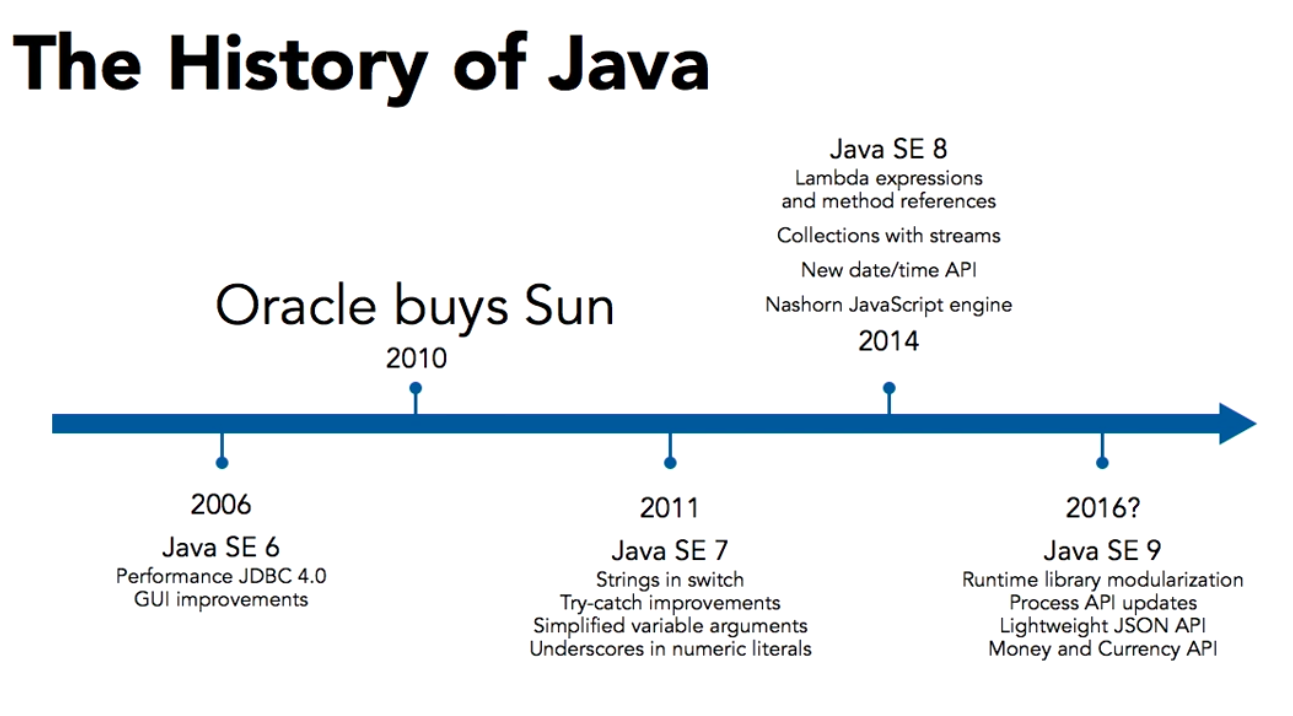 The History of Java
Java SE 8
Lambda expressions
and method references
Collections with streams
New date/time API
Nashorn JavaScript engine
2014
Oracle buys Sun
2010
2006
Java SE 6
Performance JDBC 4.0
GUI improvements
2011
Java SE 7
Strings in switch
Try-catch improvements
Simplified variable arguments
Underscores in numeric literals
2016?
Java SE 9
Runtime library modularization
Process API updates
Lightweight JSON API
Money and Currency API